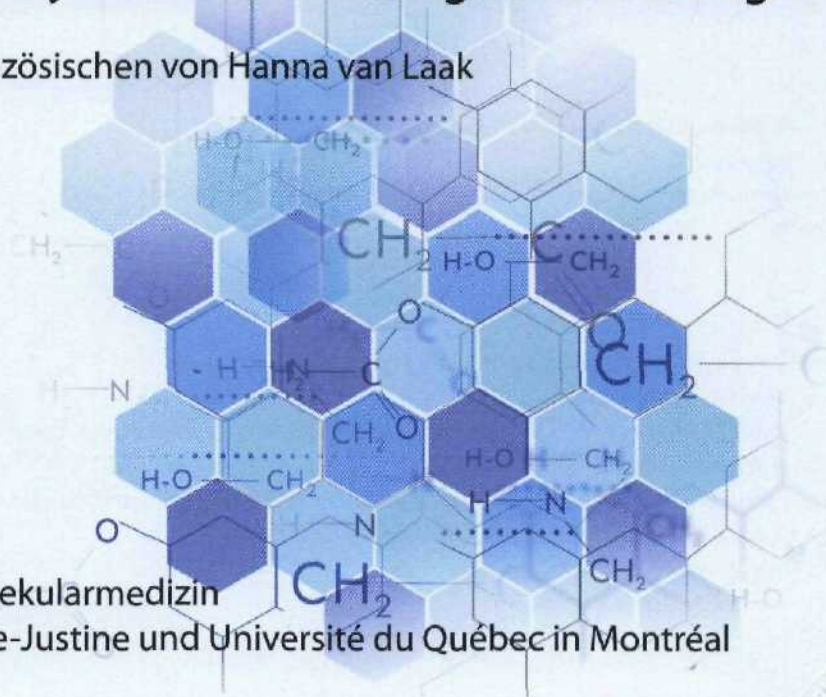 zösischen von Hanna van Laak
H-O CH₂
CH₂ C
CH₂ H-O CH₂
O
O
H N C CH₂
H N
CH₂ O
H-O CH₂
H-O CH₂
H N
O N
CH₂
CH₂
ekularmedizin
H-O
e-Justine und Université du Québec in Montréal